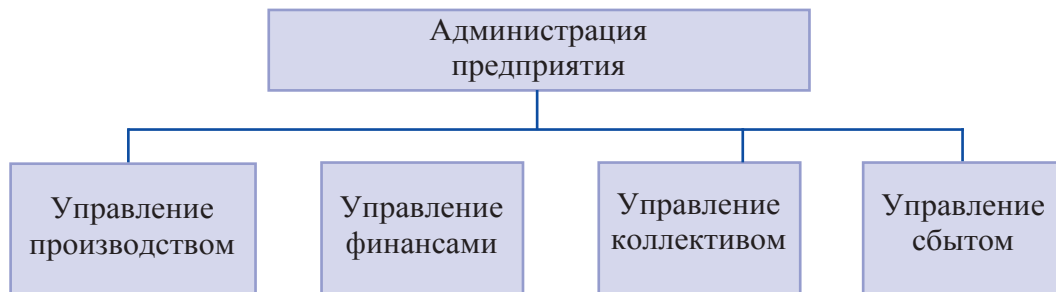 Администрация
предприятия
Управление
производством
Управление
финансами
Управление
коллективом
Управление
сбытом